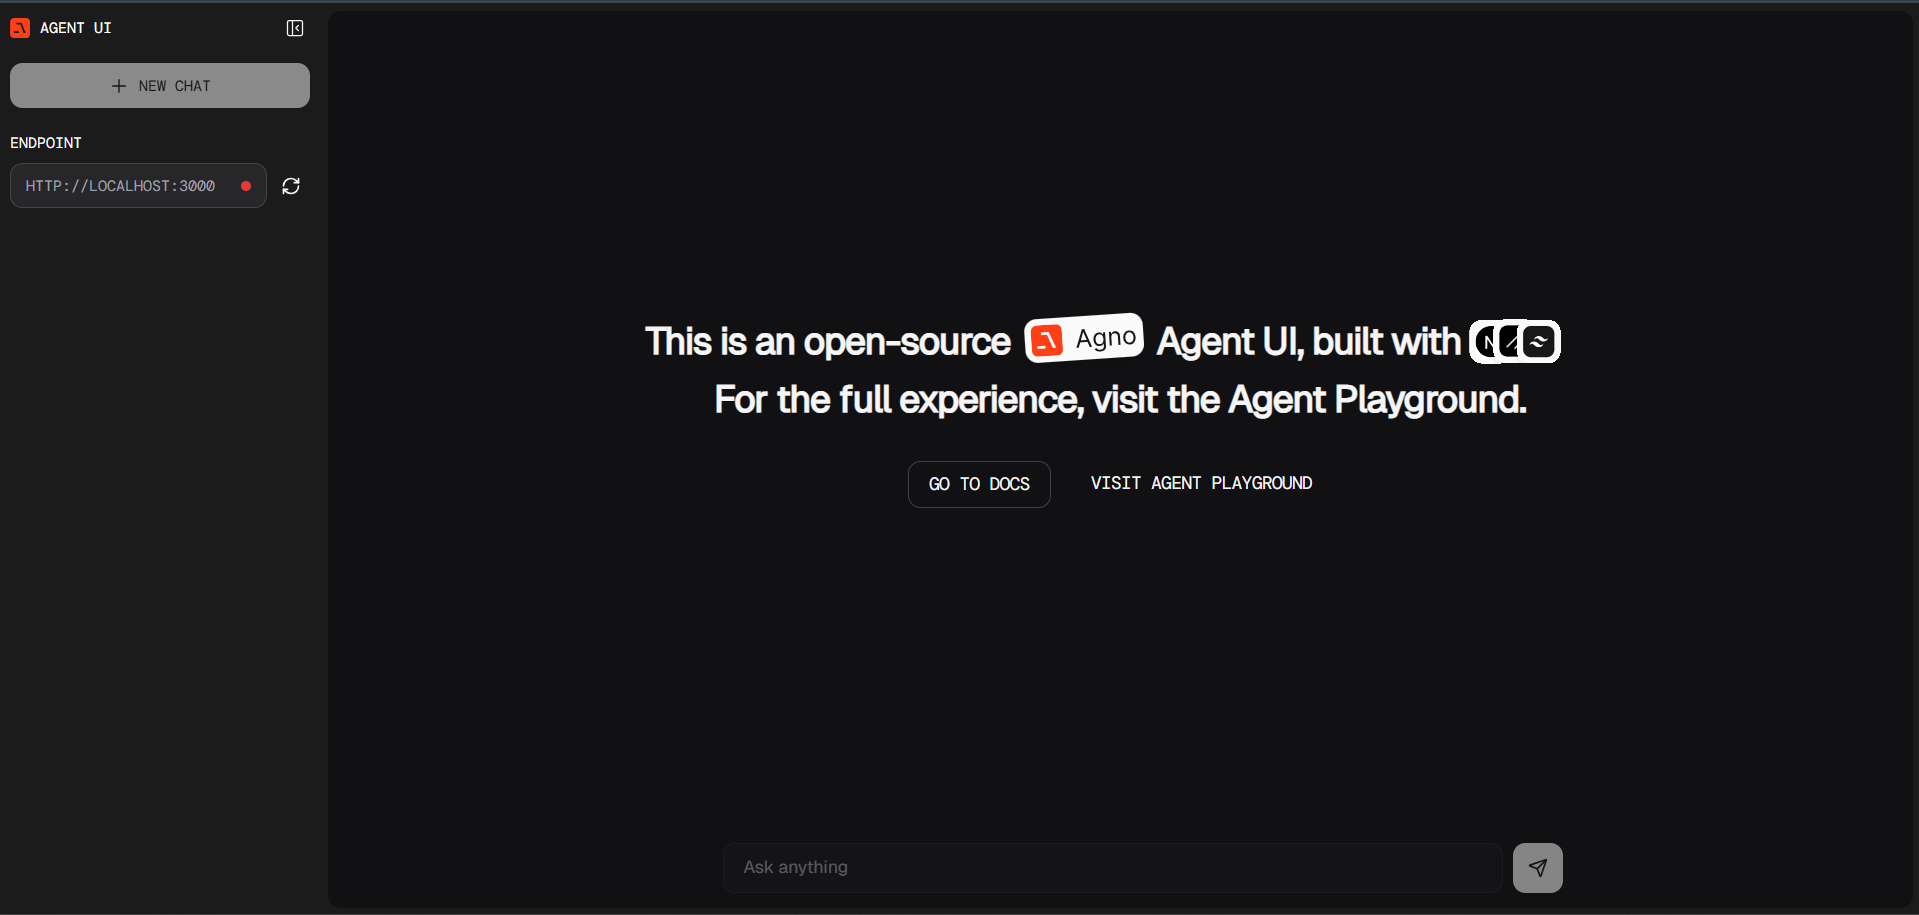 AGENT UI
NEW CHAT
ENDPOINT
HTTP://LOCALHOST:3000
This is an open-source Agno Agent UI, built with
For the full experience, visit the Agent Playground.
GO TO DOCS
VISIT AGENT PLAYGROUND
Ask anything